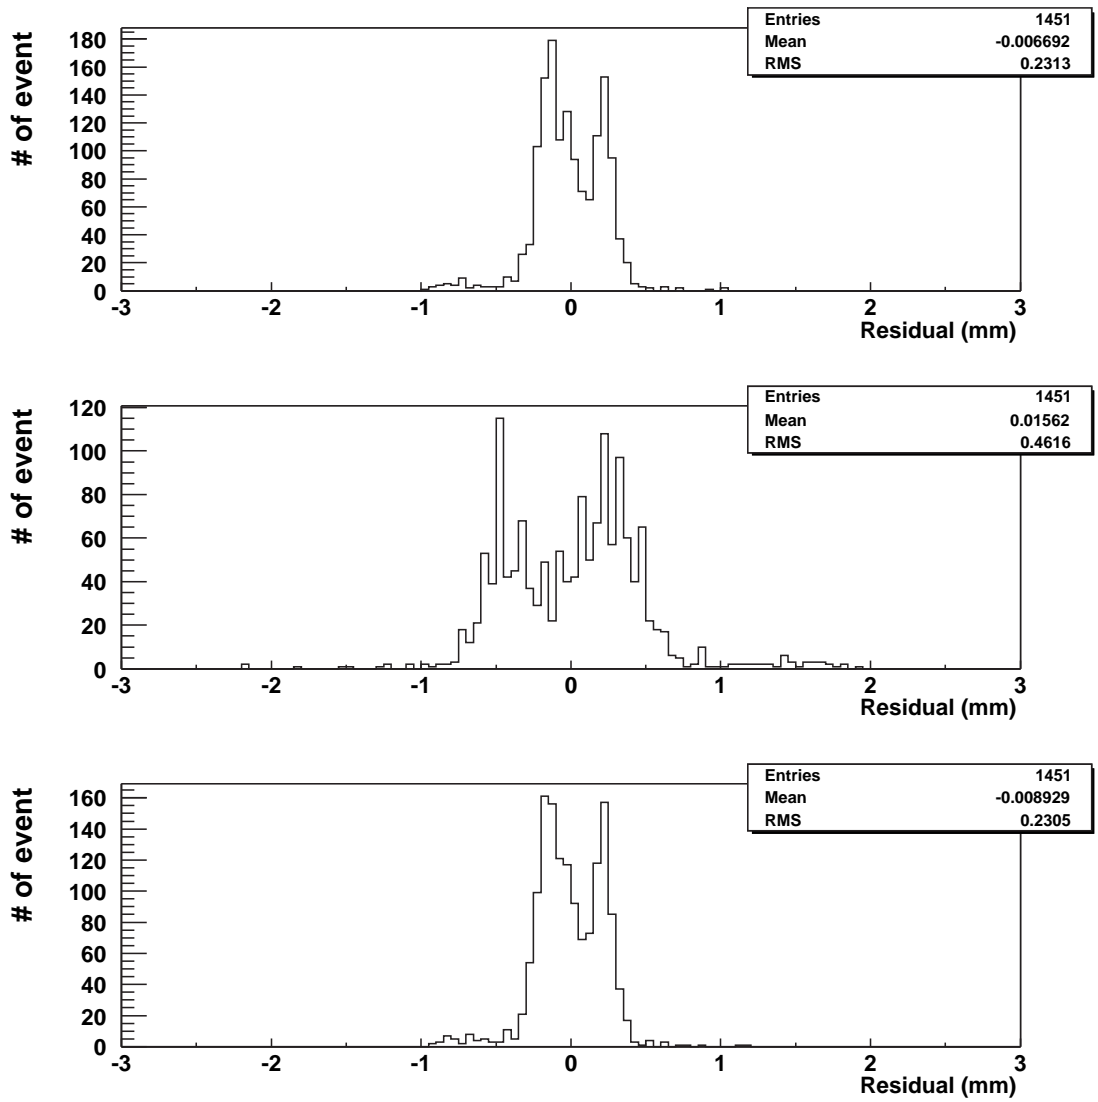 Entries 1451
Mean -0.006692
RMS 0.2313
# of event
180
160
140
120
100
80
60
40
20
0
-3 -2 -1 0 1 2 3
Residual (mm)
Entries 1451
Mean 0.01562
RMS 0.4616
# of event
120
100
80
60
40
20
0
-3 -2 -1 0 1 2 3
Residual (mm)
Entries 1451
Mean -0.008929
RMS 0.2305
# of event
160
140
120
100
80
60
40
20
0
-3 -2 -1 0 1 2 3
Residual (mm)